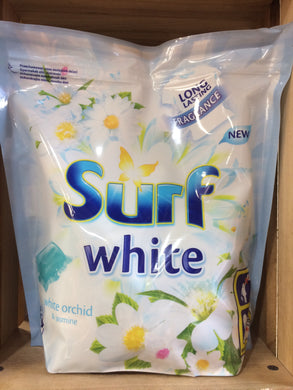 LONG
LASTING
FRAGRANCE
NEW
Surf
white
white orchid
& jasmine